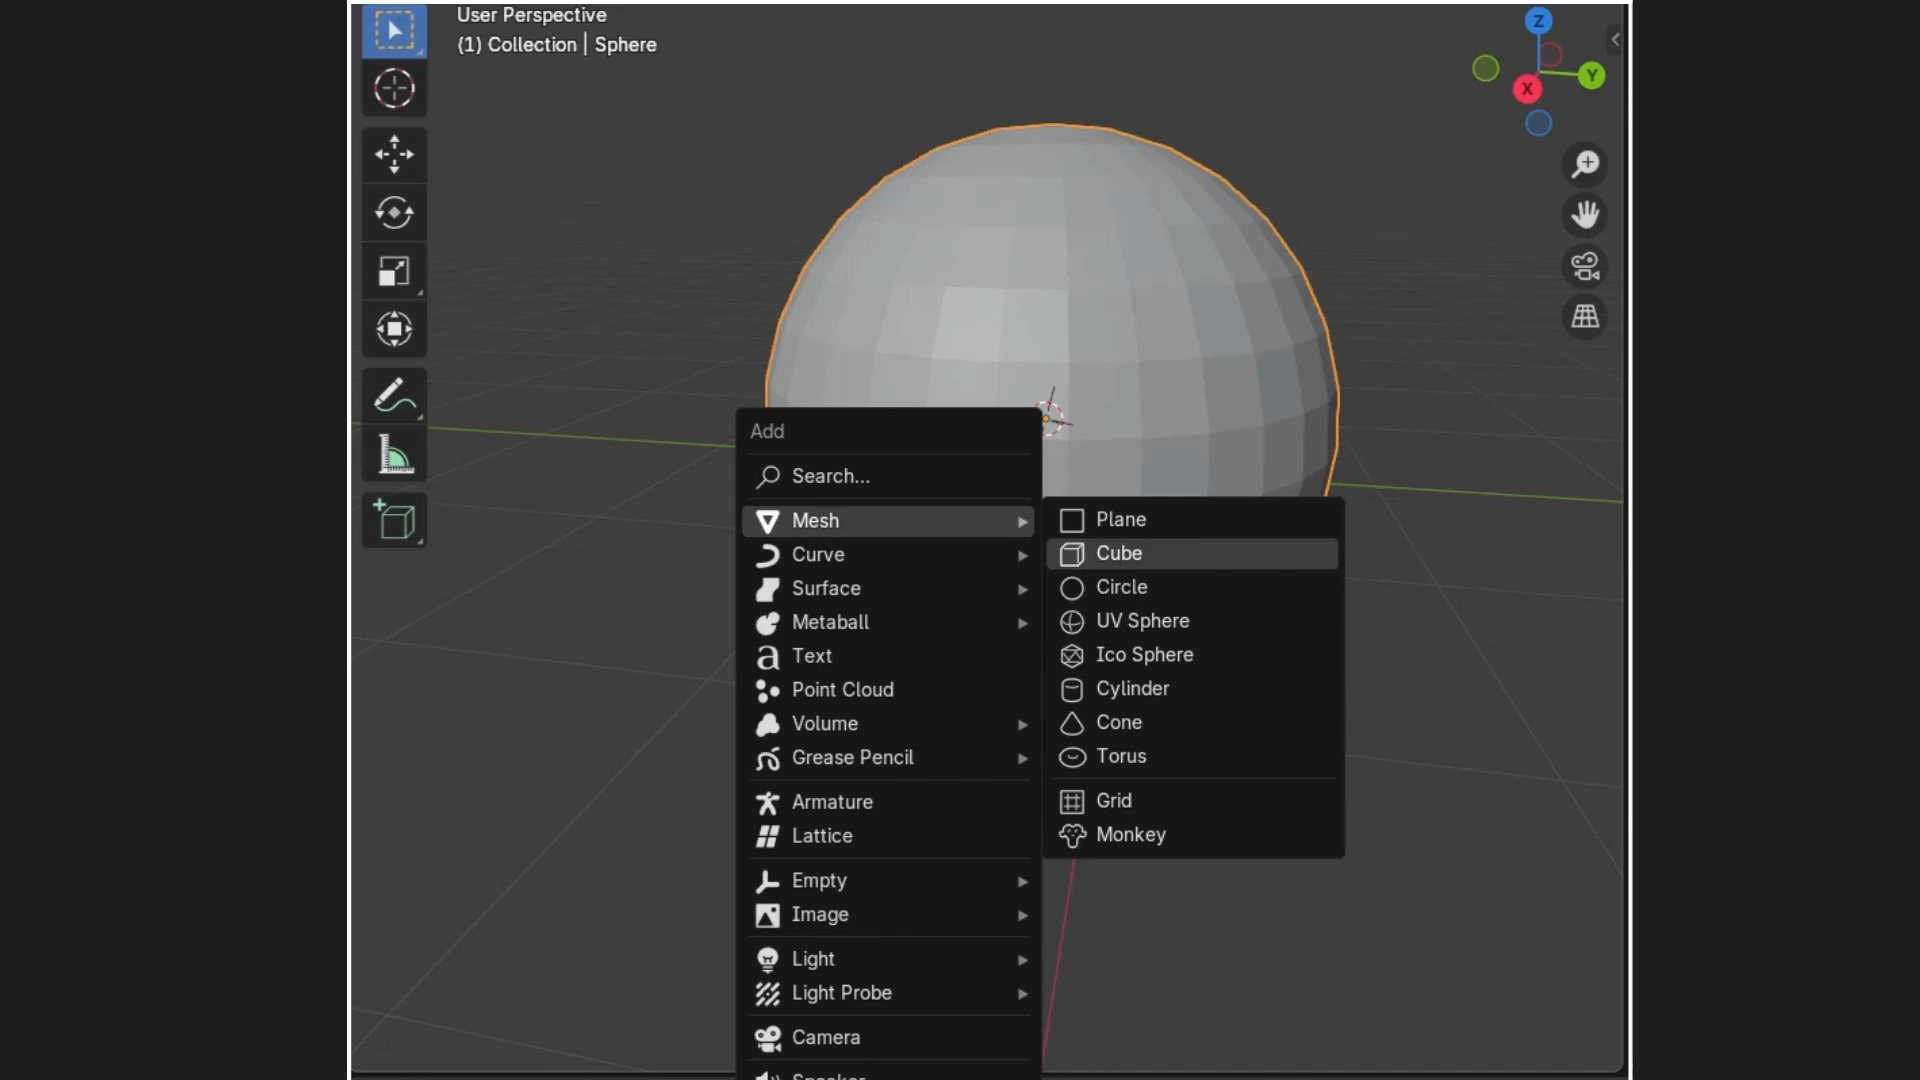 User Perspective
(1) Collection | Sphere
Z
Y
X
Add
Search...
Mesh
Curve
Surface
Metaball
Text
Point Cloud
Volume
Grease Pencil
Armature
Lattice
Empty
Image
Light
Light Probe
Camera
Speaker
Plane
Cube
Circle
UV Sphere
Ico Sphere
Cylinder
Cone
Torus
Grid
Monkey